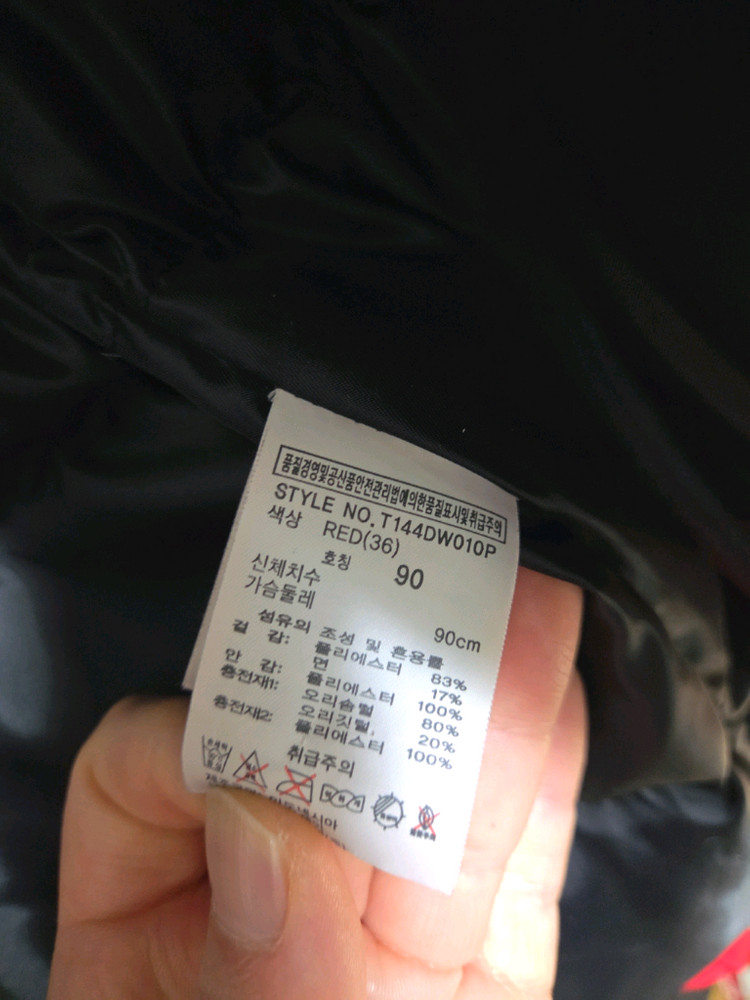 품질경영및공산품안전관리법에의한품질표시및취급주의
STYLE NO. T144DW010P
색상 RED(36)
호칭 90
신체치수
가슴둘레 90cm
섬유의 조성 및 혼용률
겉 감: 폴리에스터 83%
면 17%
안 감: 폴리에스터 100%
충전재1: 오리솜털 80%
오리깃털, 20%
충전재2: 폴리에스터 100%
취급주의